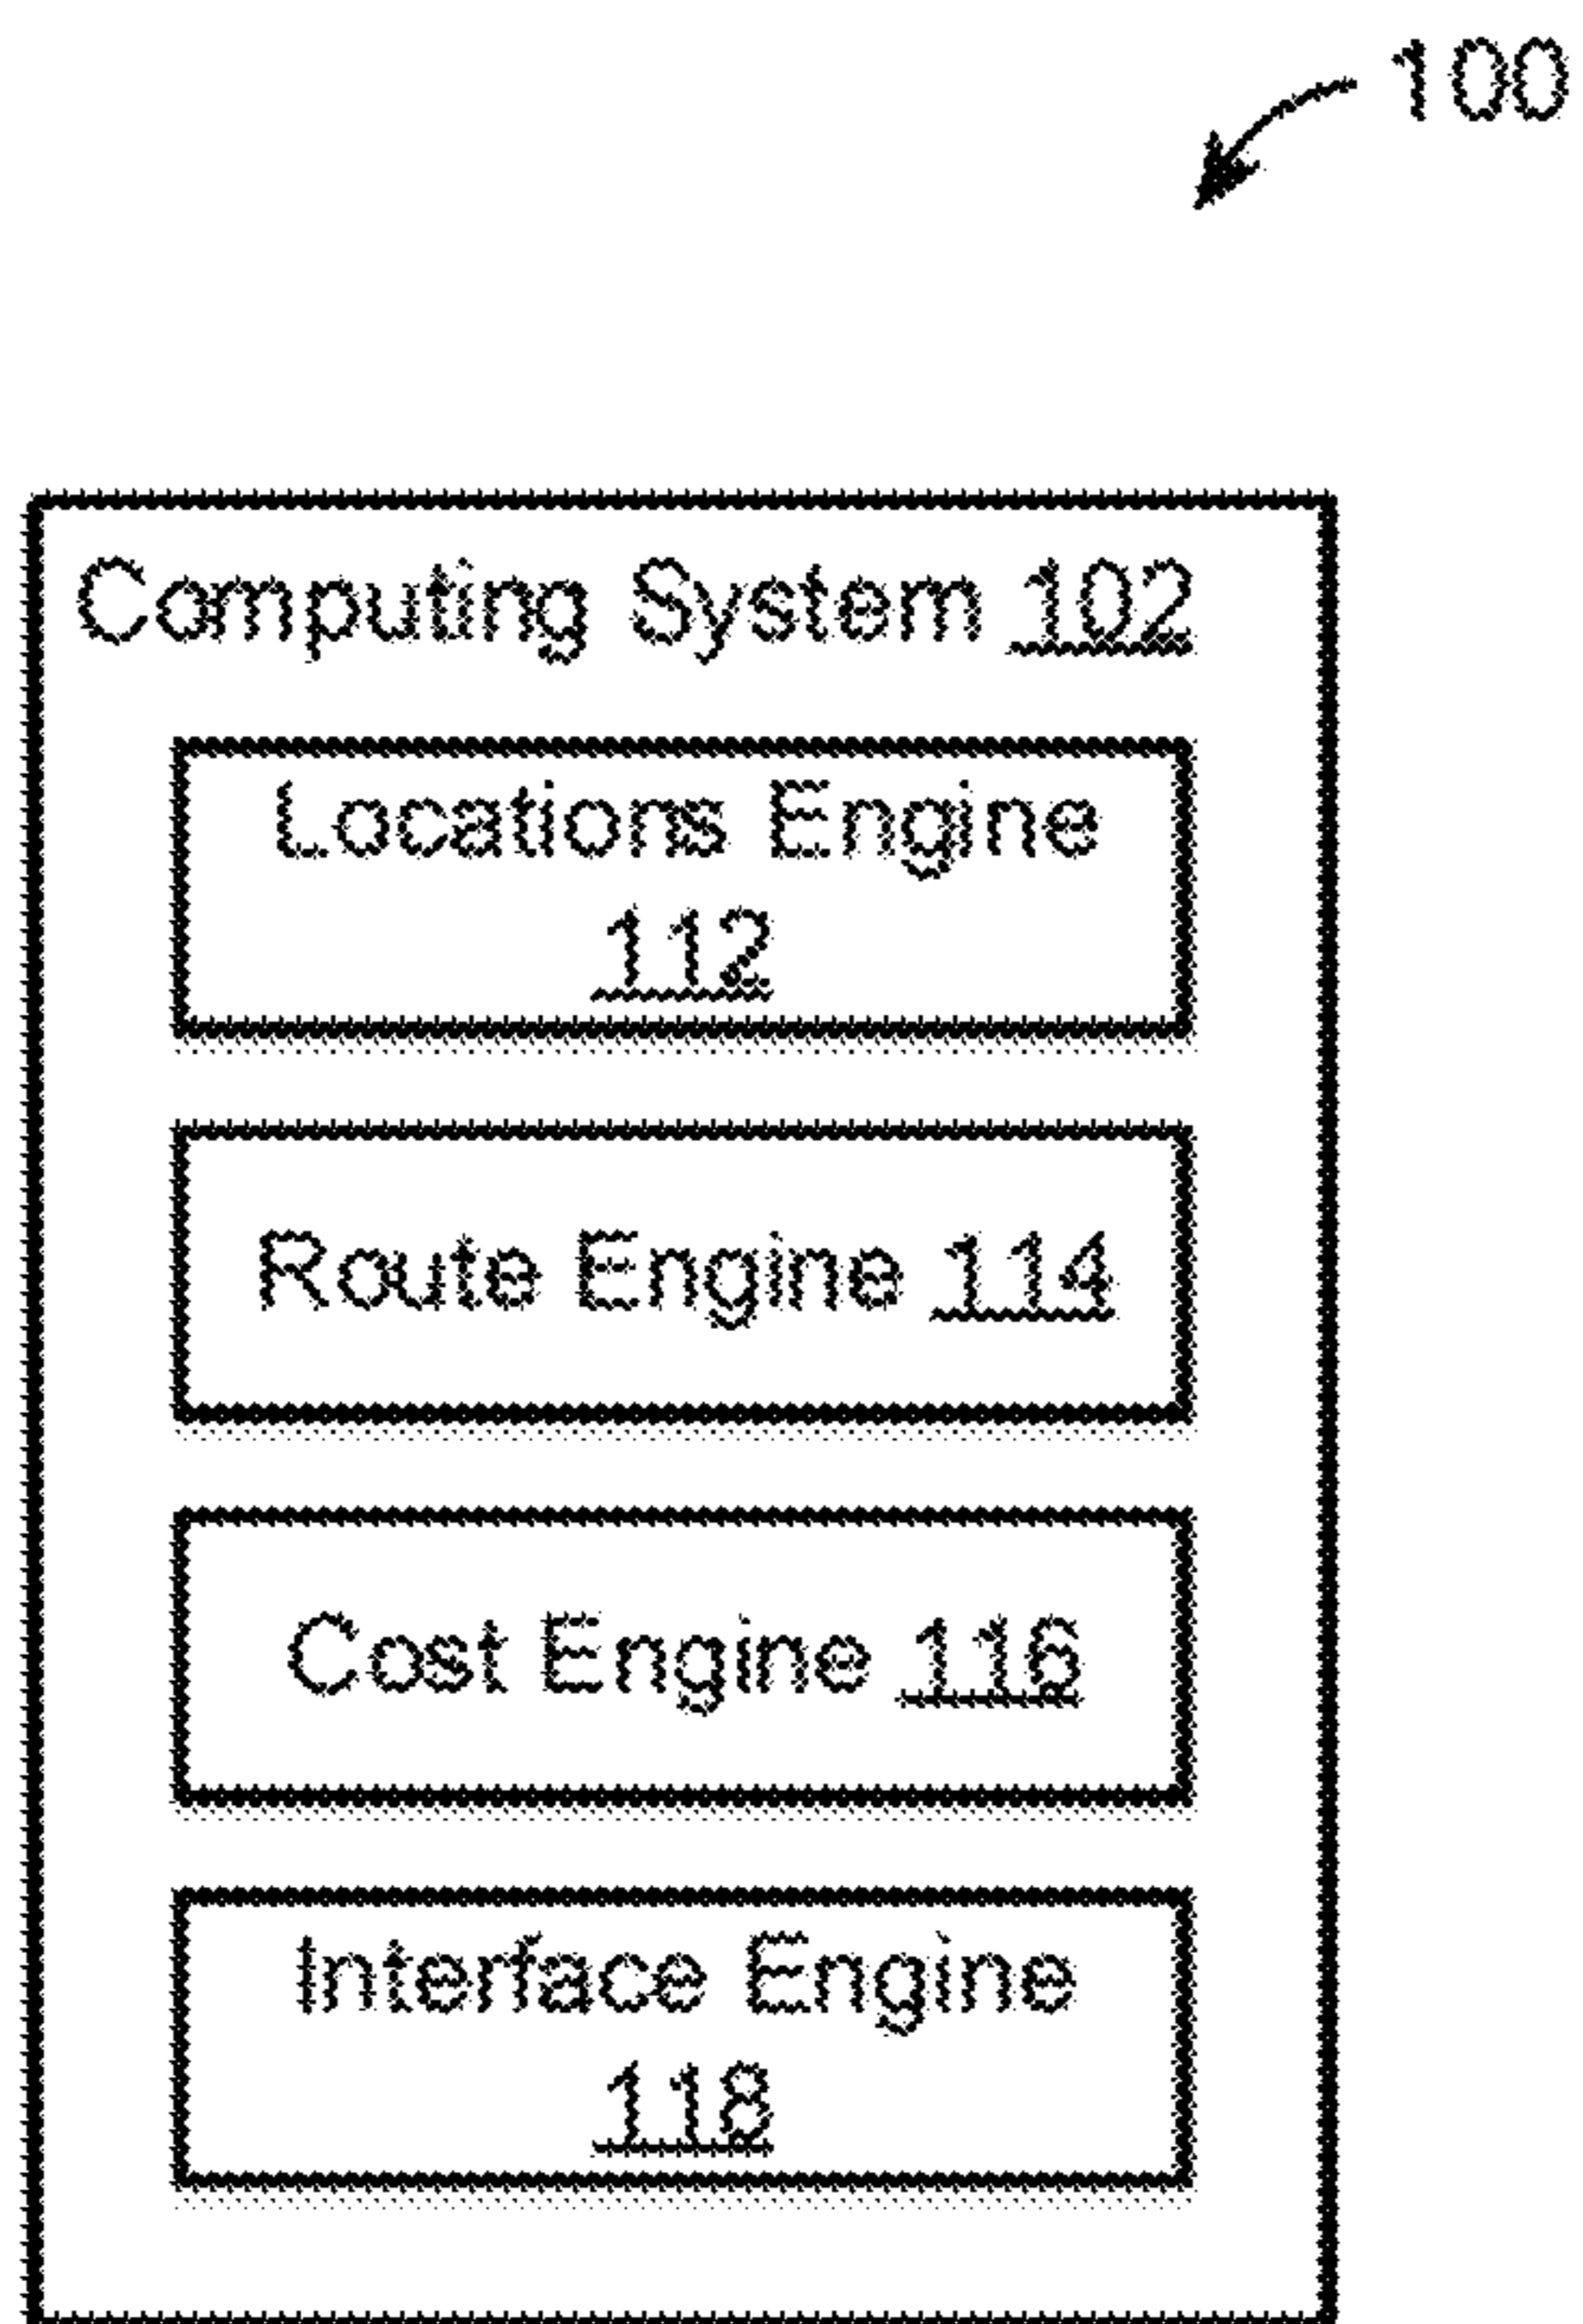 100
Computing System 102
Locations Engine
112
Route Engine 114
Cost Engine 116
Interface Engine
118